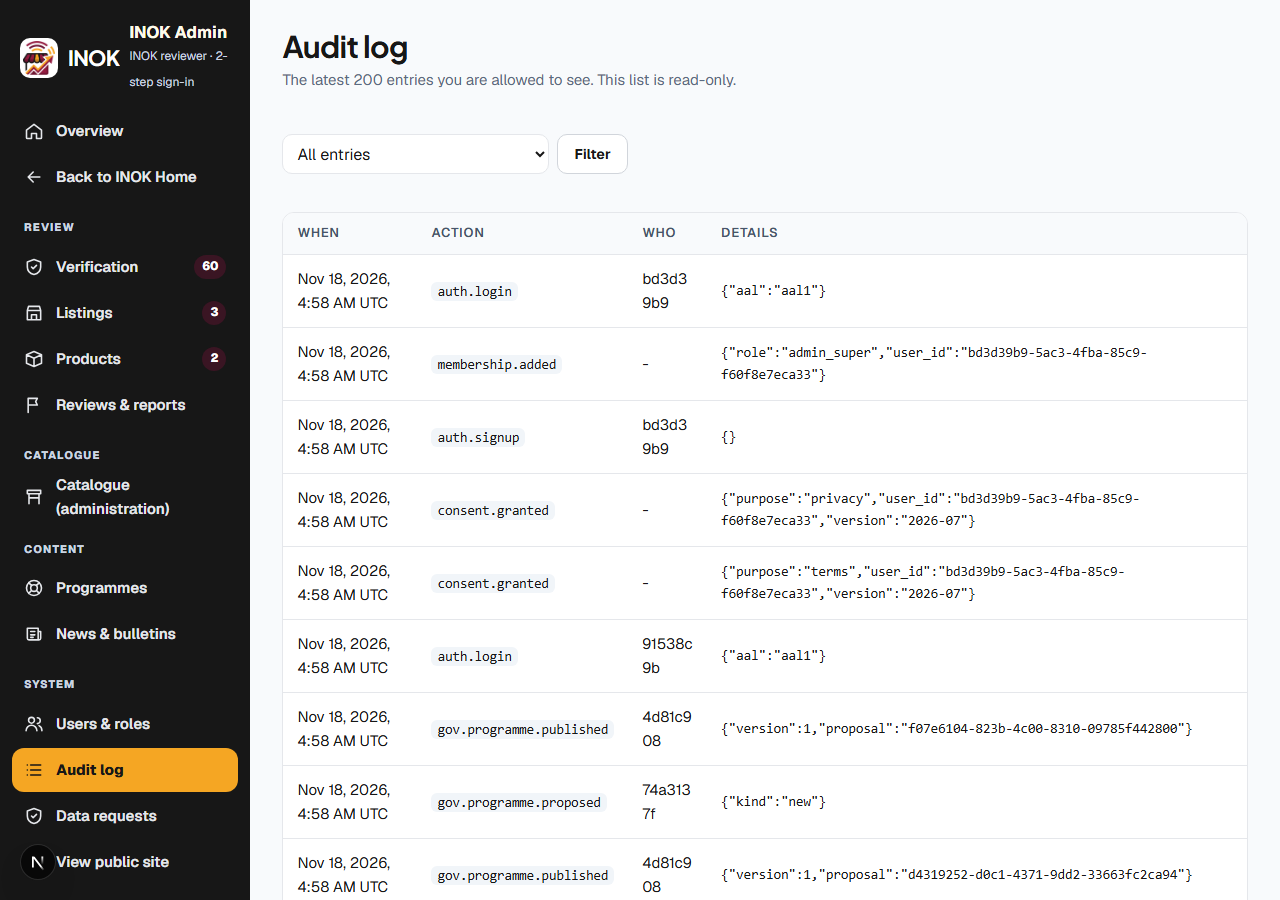 INOK
INOK Admin
INOK reviewer · 2-
step sign-in
Overview
Back to INOK Home
REVIEW
Verification 60
Listings 3
Products 2
Reviews & reports
CATALOGUE
Catalogue
(administration)
CONTENT
Programmes
News & bulletins
SYSTEM
Users & roles
Audit log
Data requests
N
View public site
Audit log
The latest 200 entries you are allowed to see. This list is read-only.
All entries
Filter
WHEN ACTION WHO DETAILS
Nov 18, 2026,
4:58 AM UTC
auth.login
bd3d3
9b9
{"aal":"aal1"}
Nov 18, 2026,
4:58 AM UTC
membership.added
-
{"role":"admin_super","user_id":"bd3d39b9-5ac3-4fba-85c9-
f60f8e7eca33"}
Nov 18, 2026,
4:58 AM UTC
auth.signup
bd3d3
9b9
{}
Nov 18, 2026,
4:58 AM UTC
consent.granted
-
{"purpose":"privacy","user_id":"bd3d39b9-5ac3-4fba-85c9-
f60f8e7eca33","version":"2026-07"}
Nov 18, 2026,
4:58 AM UTC
consent.granted
-
{"purpose":"terms","user_id":"bd3d39b9-5ac3-4fba-85c9-
f60f8e7eca33","version":"2026-07"}
Nov 18, 2026,
4:58 AM UTC
auth.login
91538c
9b
{"aal":"aal1"}
Nov 18, 2026,
4:58 AM UTC
gov.programme.published
4d81c9
08
{"version":1,"proposal":"f07e6104-823b-4c00-8310-09785f442800"}
Nov 18, 2026,
4:58 AM UTC
gov.programme.proposed
74a313
7f
{"kind":"new"}
Nov 18, 2026,
4:58 AM UTC
gov.programme.published
4d81c9
08
{"version":1,"proposal":"d4319252-d0c1-4371-9dd2-33663fc2ca94"}